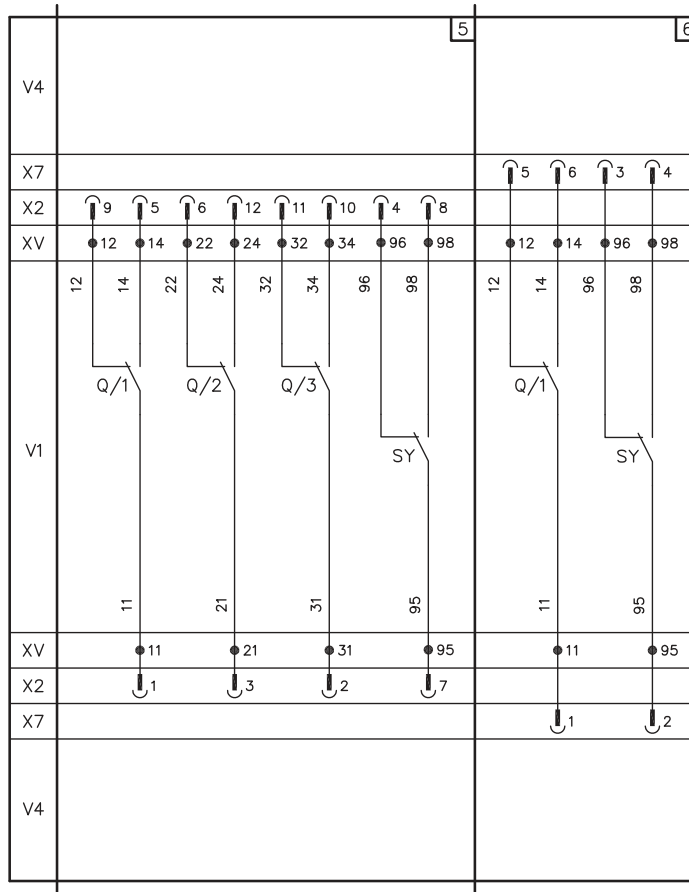 5 6
V4
X7 5 6 3 4
X2 9 5 6 12 11 10 4 8
XV 12 14 22 24 32 34 96 98 12 14 96 98
12 14 22 24 32 34 96 98 12 14 96 98
Q/1 Q/2 Q/3 Q/1
V1 SY SY
11 21 31 95 11 95
XV 11 21 31 95 11 95
X2 1 3 2 7
X7 1 2
V4